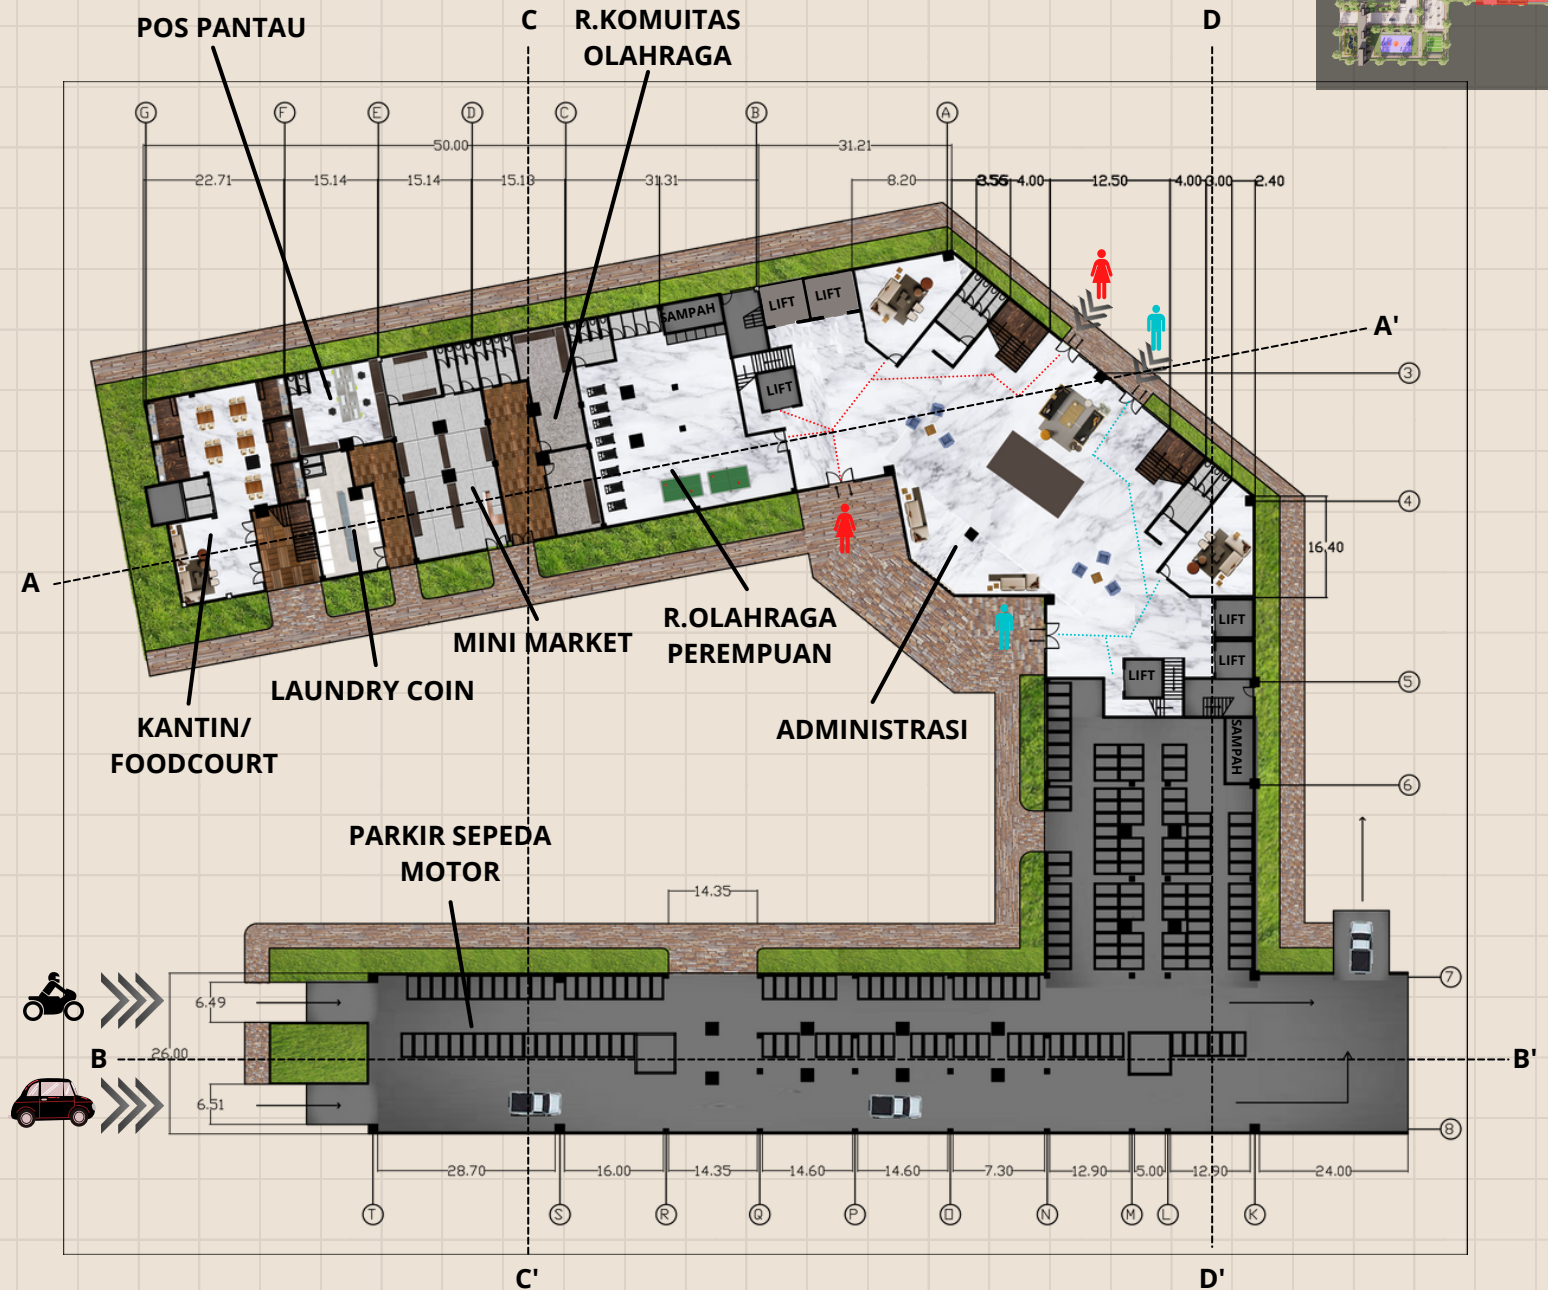 C
R.KOMUITAS
OLAHRAGA
D
POS PANTAU
G
F
E
D
C
B
A
50.00
31.21
22.71
15.14
15.14
15.13
31.31
8.20
3.55
4.00
12.50
4.00
3.00
2.40
SAMPAH
LIFT
LIFT
LIFT
A'
3
4
16.40
A
LIFT
LIFT
LIFT
5
SAMPAH
6
R.OLAHRAGA
PEREMPUAN
MINI MARKET
LAUNDRY COIN
KANTIN/
FOODCOURT
ADMINISTRASI
PARKIR SEPEDA
MOTOR
14.35
6.49
26.00
6.51
7
B
B'
8
28.70
16.00
14.35
14.60
14.60
7.30
12.90
5.00
12.90
24.00
T
S
R
Q
P
O
N
M
L
K
C'
D'